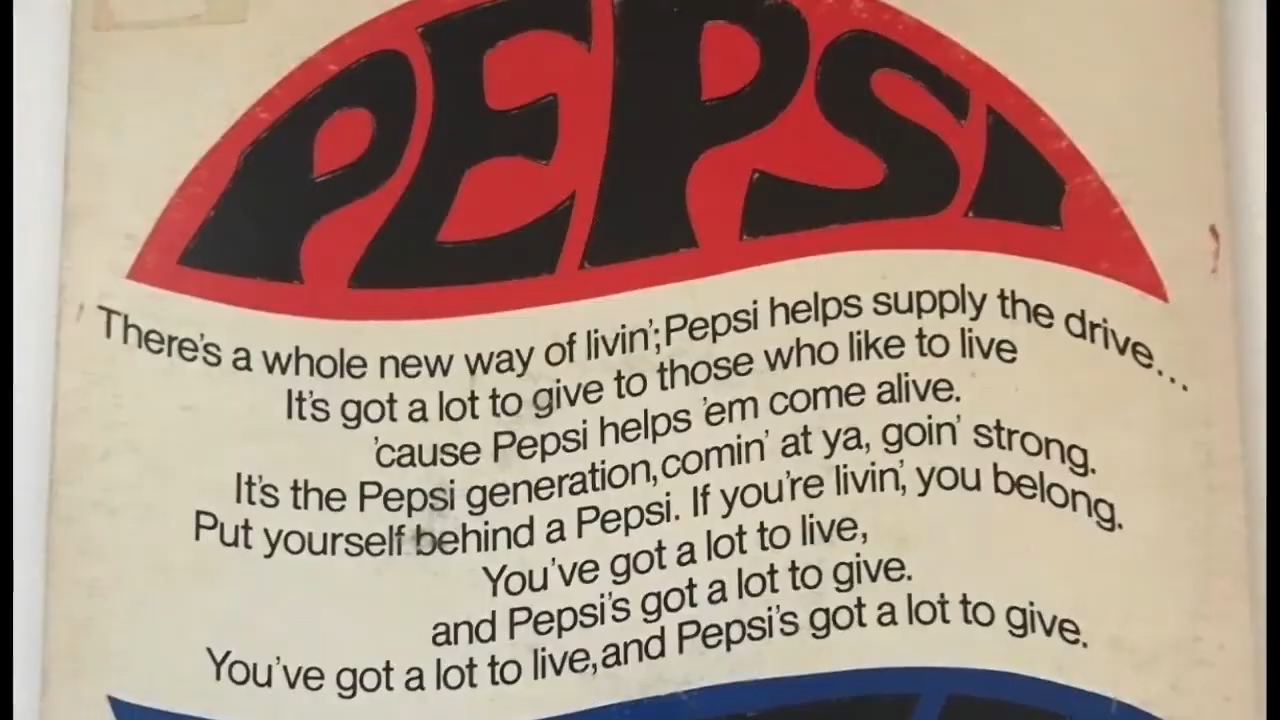 PEPSI
There's a whole new way of livin'; Pepsi helps supply the drive...
It's got a lot to give to those who like to live
'cause Pepsi helps 'em come alive.
It's the Pepsi generation, comin' at ya, goin' strong.
Put yourself behind a Pepsi. If you're livin', you belong.
You've got a lot to live,
and Pepsi's got a lot to give.
You've got a lot to live, and Pepsi's got a lot to give.